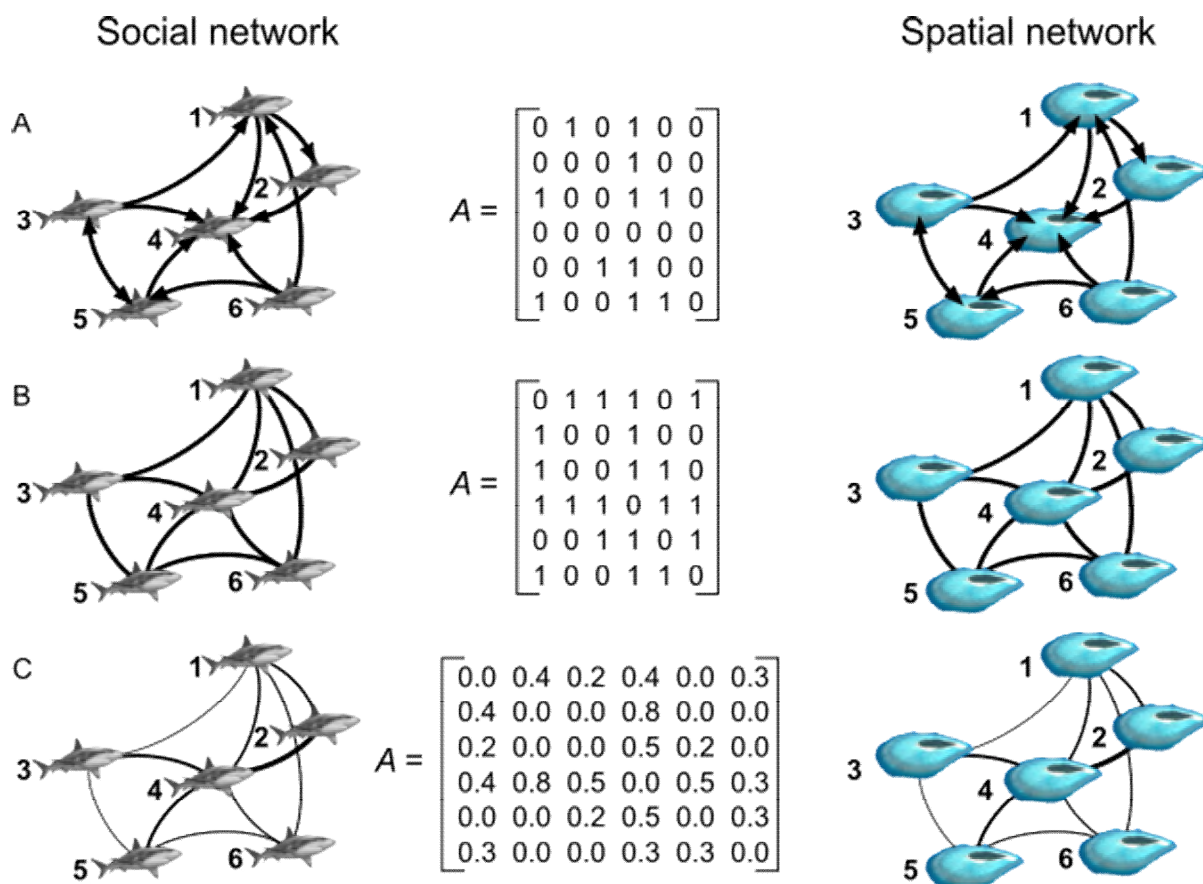 Social network
Spatial network
A
1
2
3
4
5
6
A =
0 1 0 1 0 0
0 0 0 1 0 0
1 0 0 1 1 0
0 0 0 0 0 0
0 0 1 1 0 0
1 0 0 1 1 0
1
2
3
4
5
6
B
1
2
3
4
5
6
A =
0 1 1 1 0 1
1 0 0 1 0 0
1 0 0 1 1 0
1 1 1 0 1 1
0 0 1 1 0 1
1 0 0 1 1 0
1
2
3
4
5
6
C
1
2
3
4
5
6
A =
0.0 0.4 0.2 0.4 0.0 0.3
0.4 0.0 0.0 0.8 0.0 0.0
0.2 0.0 0.0 0.5 0.2 0.0
0.4 0.8 0.5 0.0 0.5 0.3
0.0 0.0 0.2 0.5 0.0 0.3
0.3 0.0 0.0 0.3 0.3 0.0
1
2
3
4
5
6